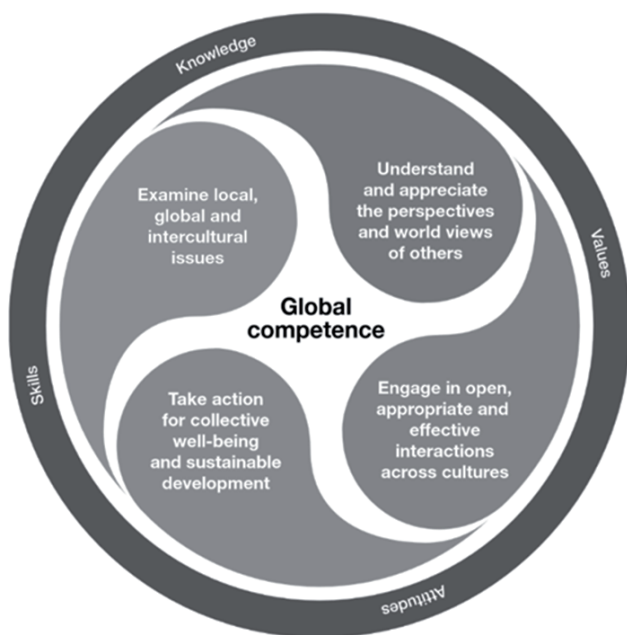 Knowledge
Examine local,
global and
intercultural
issues
Understand
and appreciate
the perspectives
and world views
of others
Values
Global
competence
Skills
Take action
for collective
well-being
and sustainable
development
Engage in open,
appropriate and
effective
interactions
across cultures
Attitudes